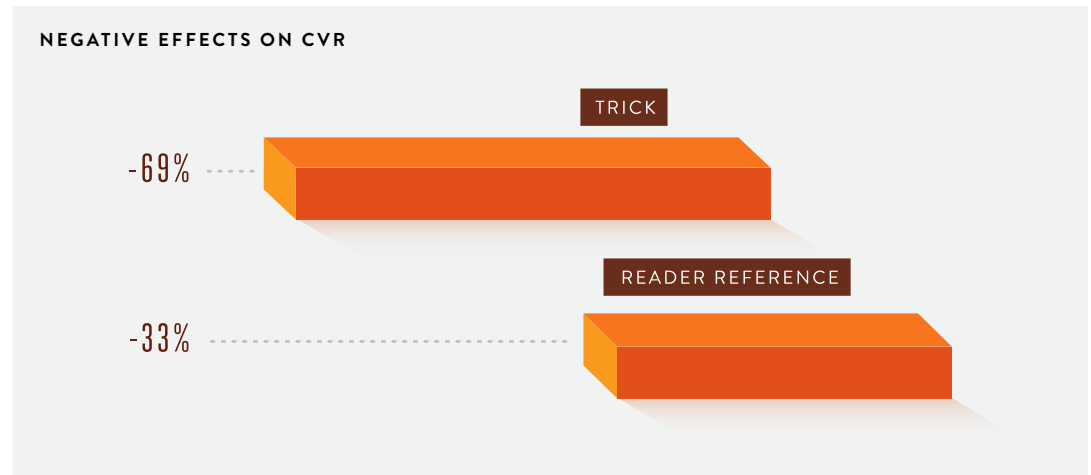 NEGATIVE EFFECTS ON CVR
TRICK
-69%
READER REFERENCE
-33%